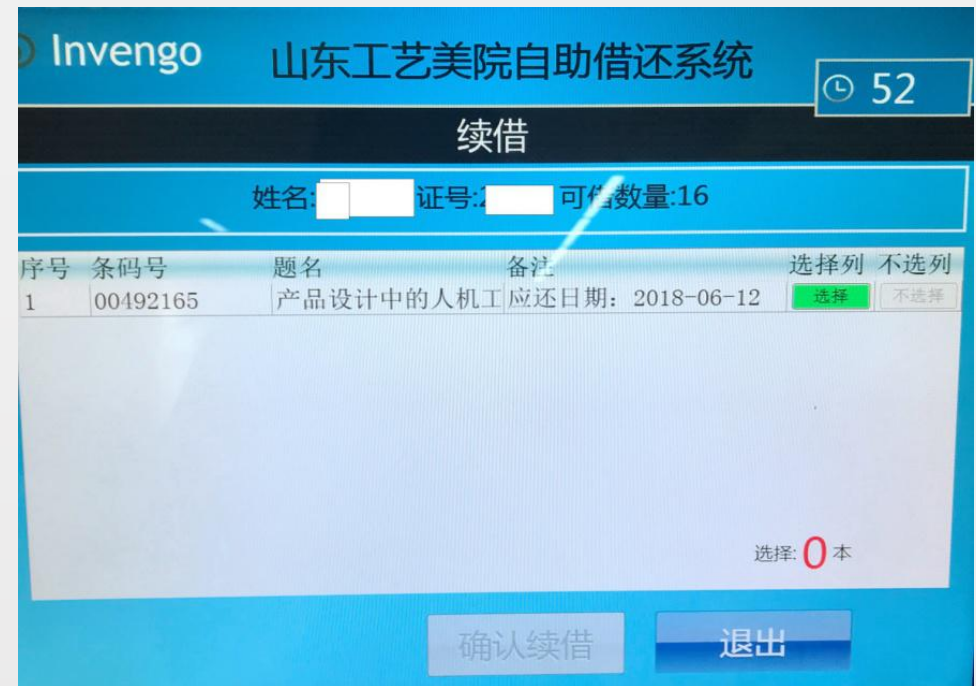 Invengo
山东工艺美院自助借还系统
52
续借
姓名: 证号:2 可借数量:16
序号 条码号 题名 备注 选择列 不选列
1 00492165 产品设计中的人机工 应还日期: 2018-06-12 选择 不选择
选择: 0 本
确认续借 退出